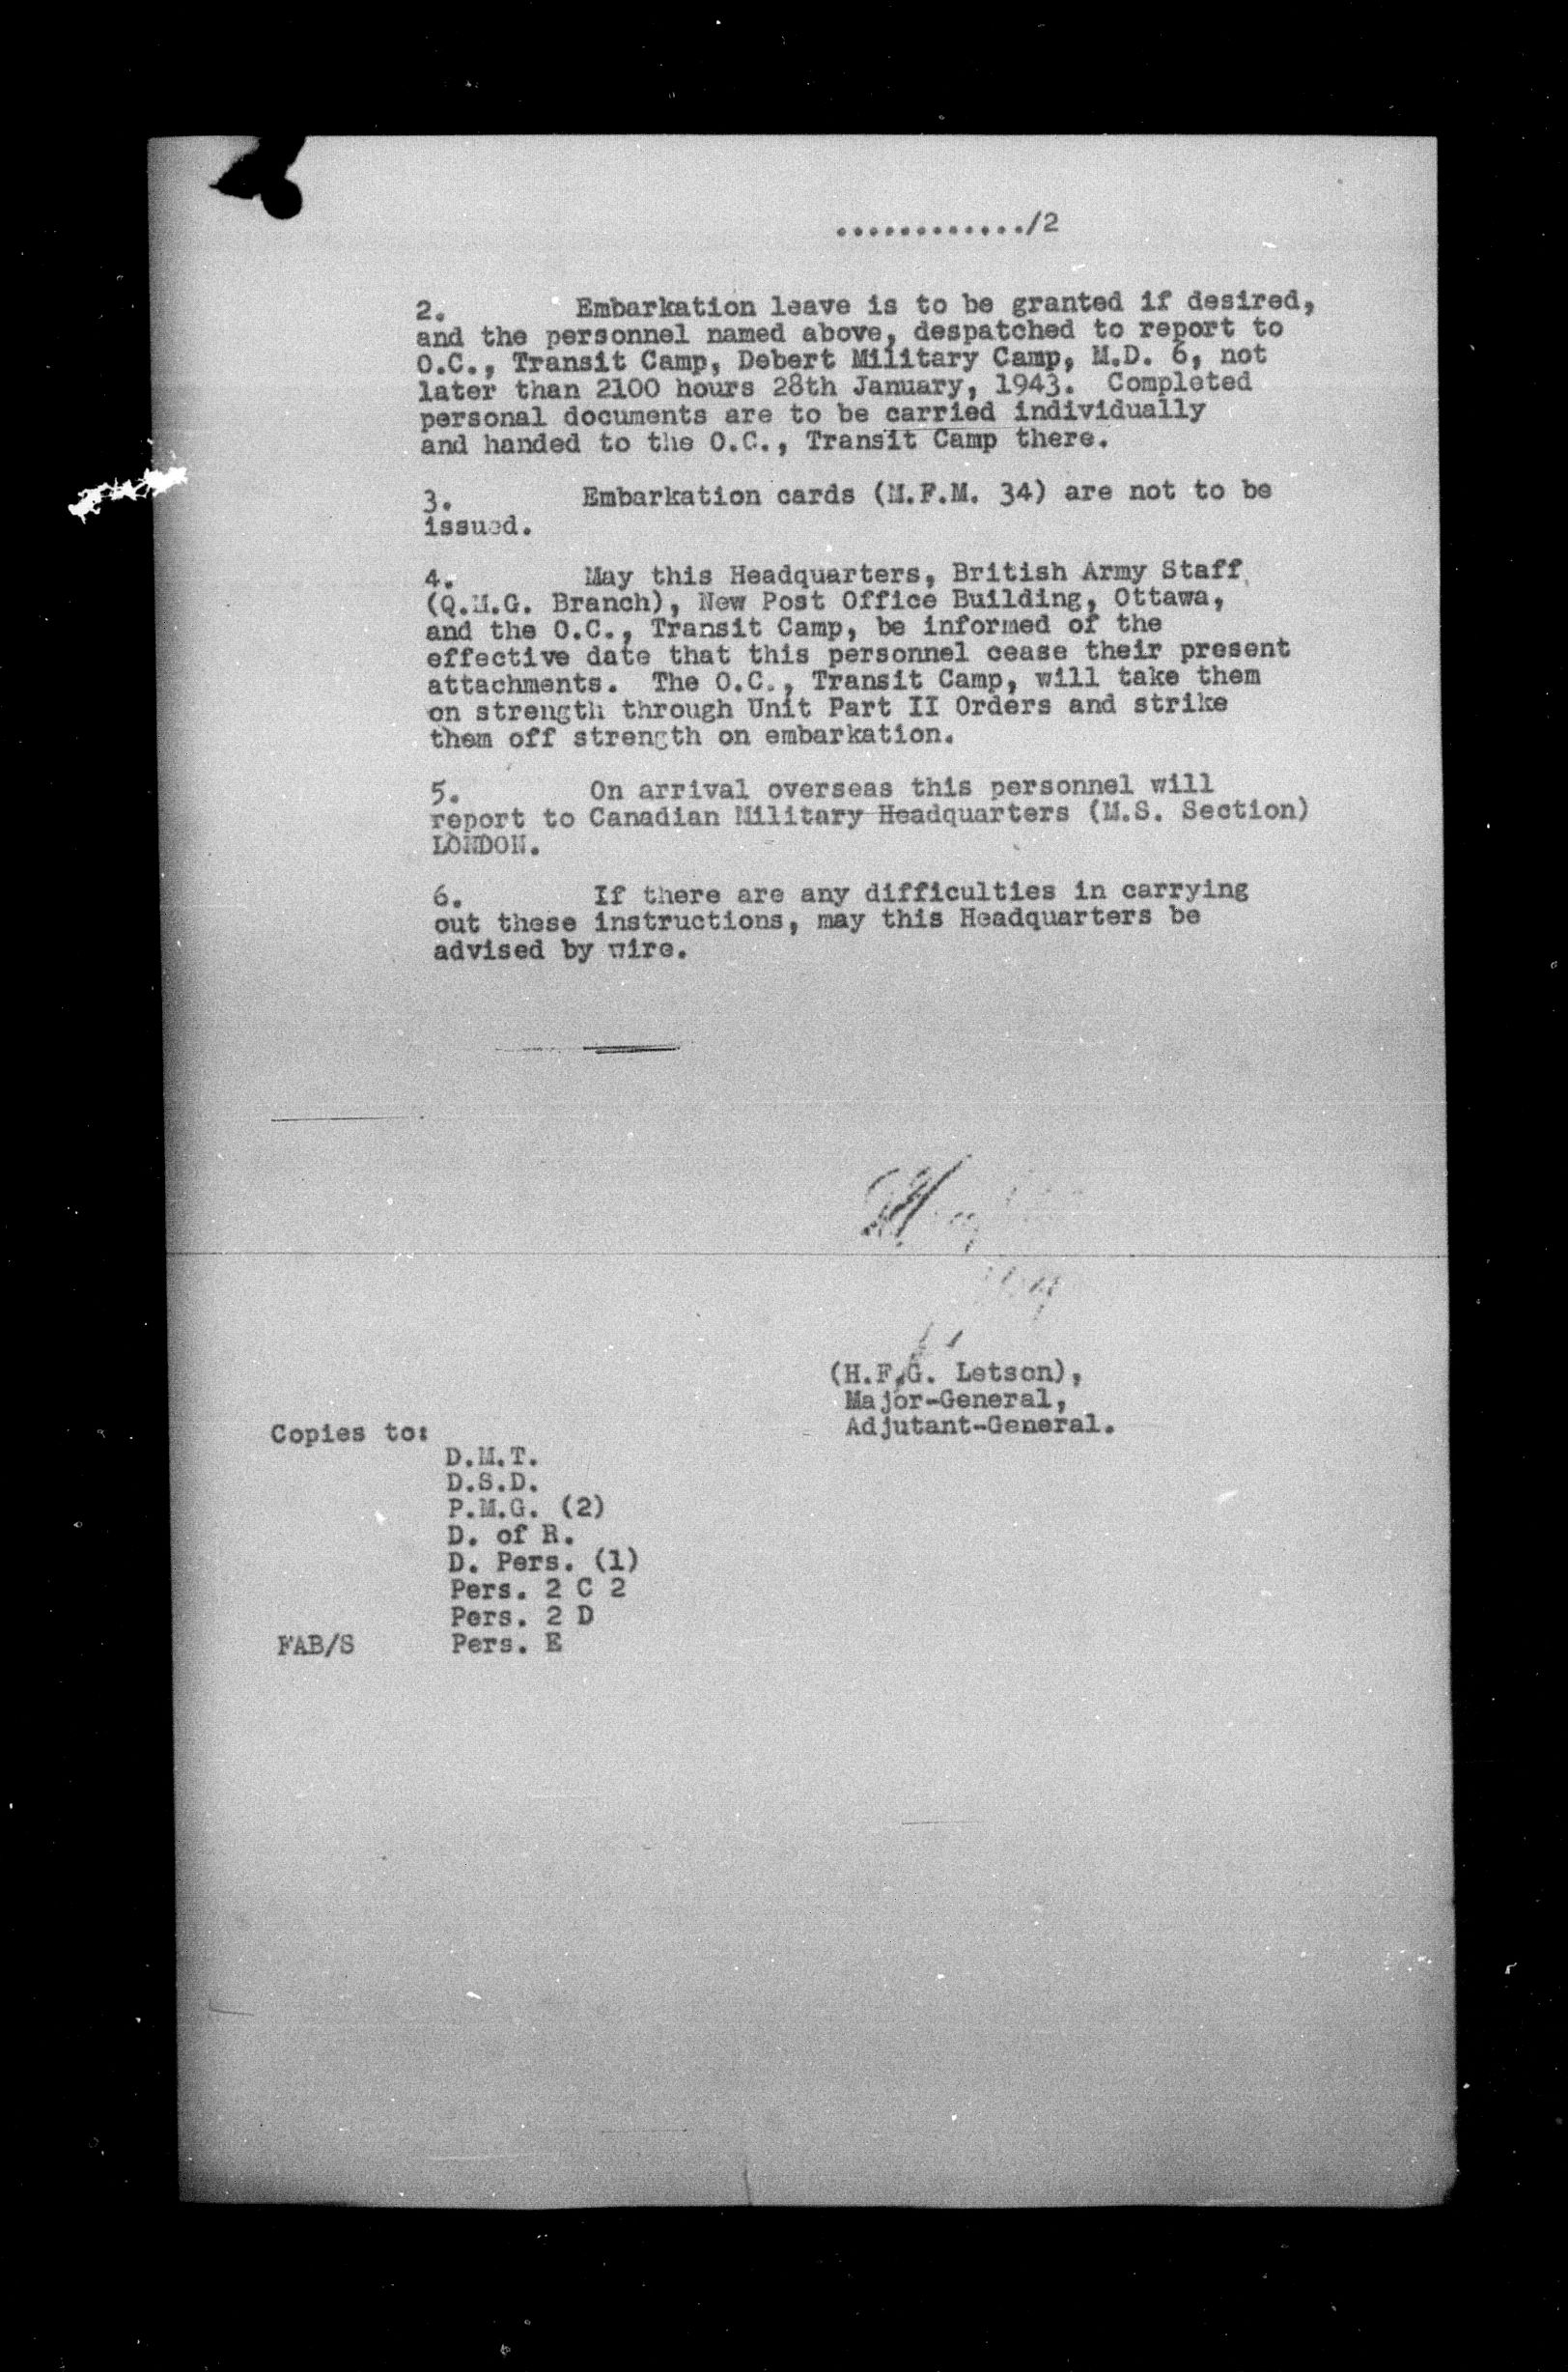 ............/2
2. Embarkation leave is to be granted if desired,
and the personnel named above, despatched to report to
O.C., Transit Camp, Debert Military Camp, M.D. 6, not
later than 2100 hours 28th January, 1943. Completed
personal documents are to be carried individually
and handed to the O.C., Transit Camp there.
3. Embarkation cards (M.F.M. 34) are not to be
issued.
4. May this Headquarters, British Army Staff
(Q.M.G. Branch), New Post Office Building, Ottawa,
and the O.C., Transit Camp, be informed of the
effective date that this personnel cease their present
attachments. The O.C., Transit Camp, will take them
on strength through Unit Part II Orders and strike
them off strength on embarkation.
5. On arrival overseas this personnel will
report to Canadian Military Headquarters (M.S. Section)
LONDON.
6. If there are any difficulties in carrying
out these instructions, may this Headquarters be
advised by wire.
(H.F.G. Letson),
Major-General,
Adjutant-General.
Copies to:
D.M.T.
D.S.D.
P.M.G. (2)
D. of R.
D. Pers. (1)
Pers. 2 C 2
Pers. 2 D
FAB/S Pers. E